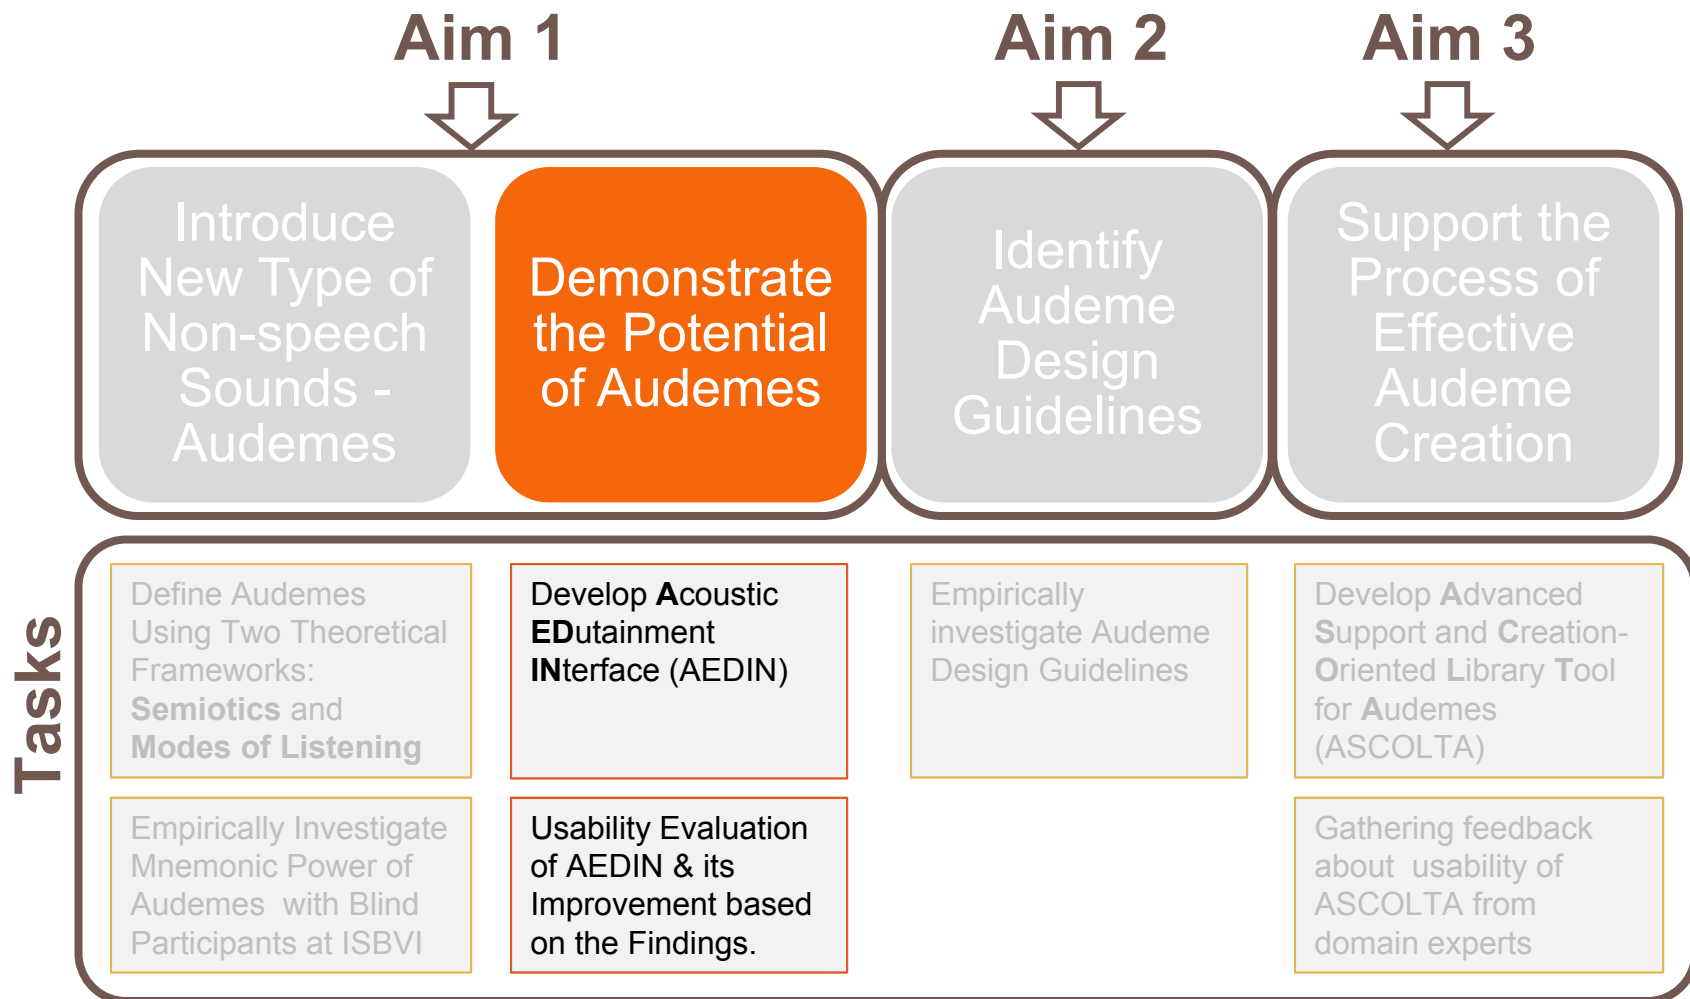 Aim 1
Aim 2
Aim 3
Introduce
New Type of
Non-speech
Sounds -
Audemes
Demonstrate
the Potential
of Audemes
Identify
Audeme
Design
Guidelines
Support the
Process of
Effective
Audeme
Creation
Tasks
Define Audemes
Using Two Theoretical
Frameworks:
Semiotics and
Modes of Listening
Develop Acoustic
EDutainment
INterface (AEDIN)
Empirically
investigate Audeme
Design Guidelines
Develop Advanced
Support and Creation-
Oriented Library Tool
for Audemes
(ASCOLTA)
Empirically Investigate
Mnemonic Power of
Audemes with Blind
Participants at ISBVI
Usability Evaluation
of AEDIN & its
Improvement based
on the Findings.
Gathering feedback
about usability of
ASCOLTA from
domain experts